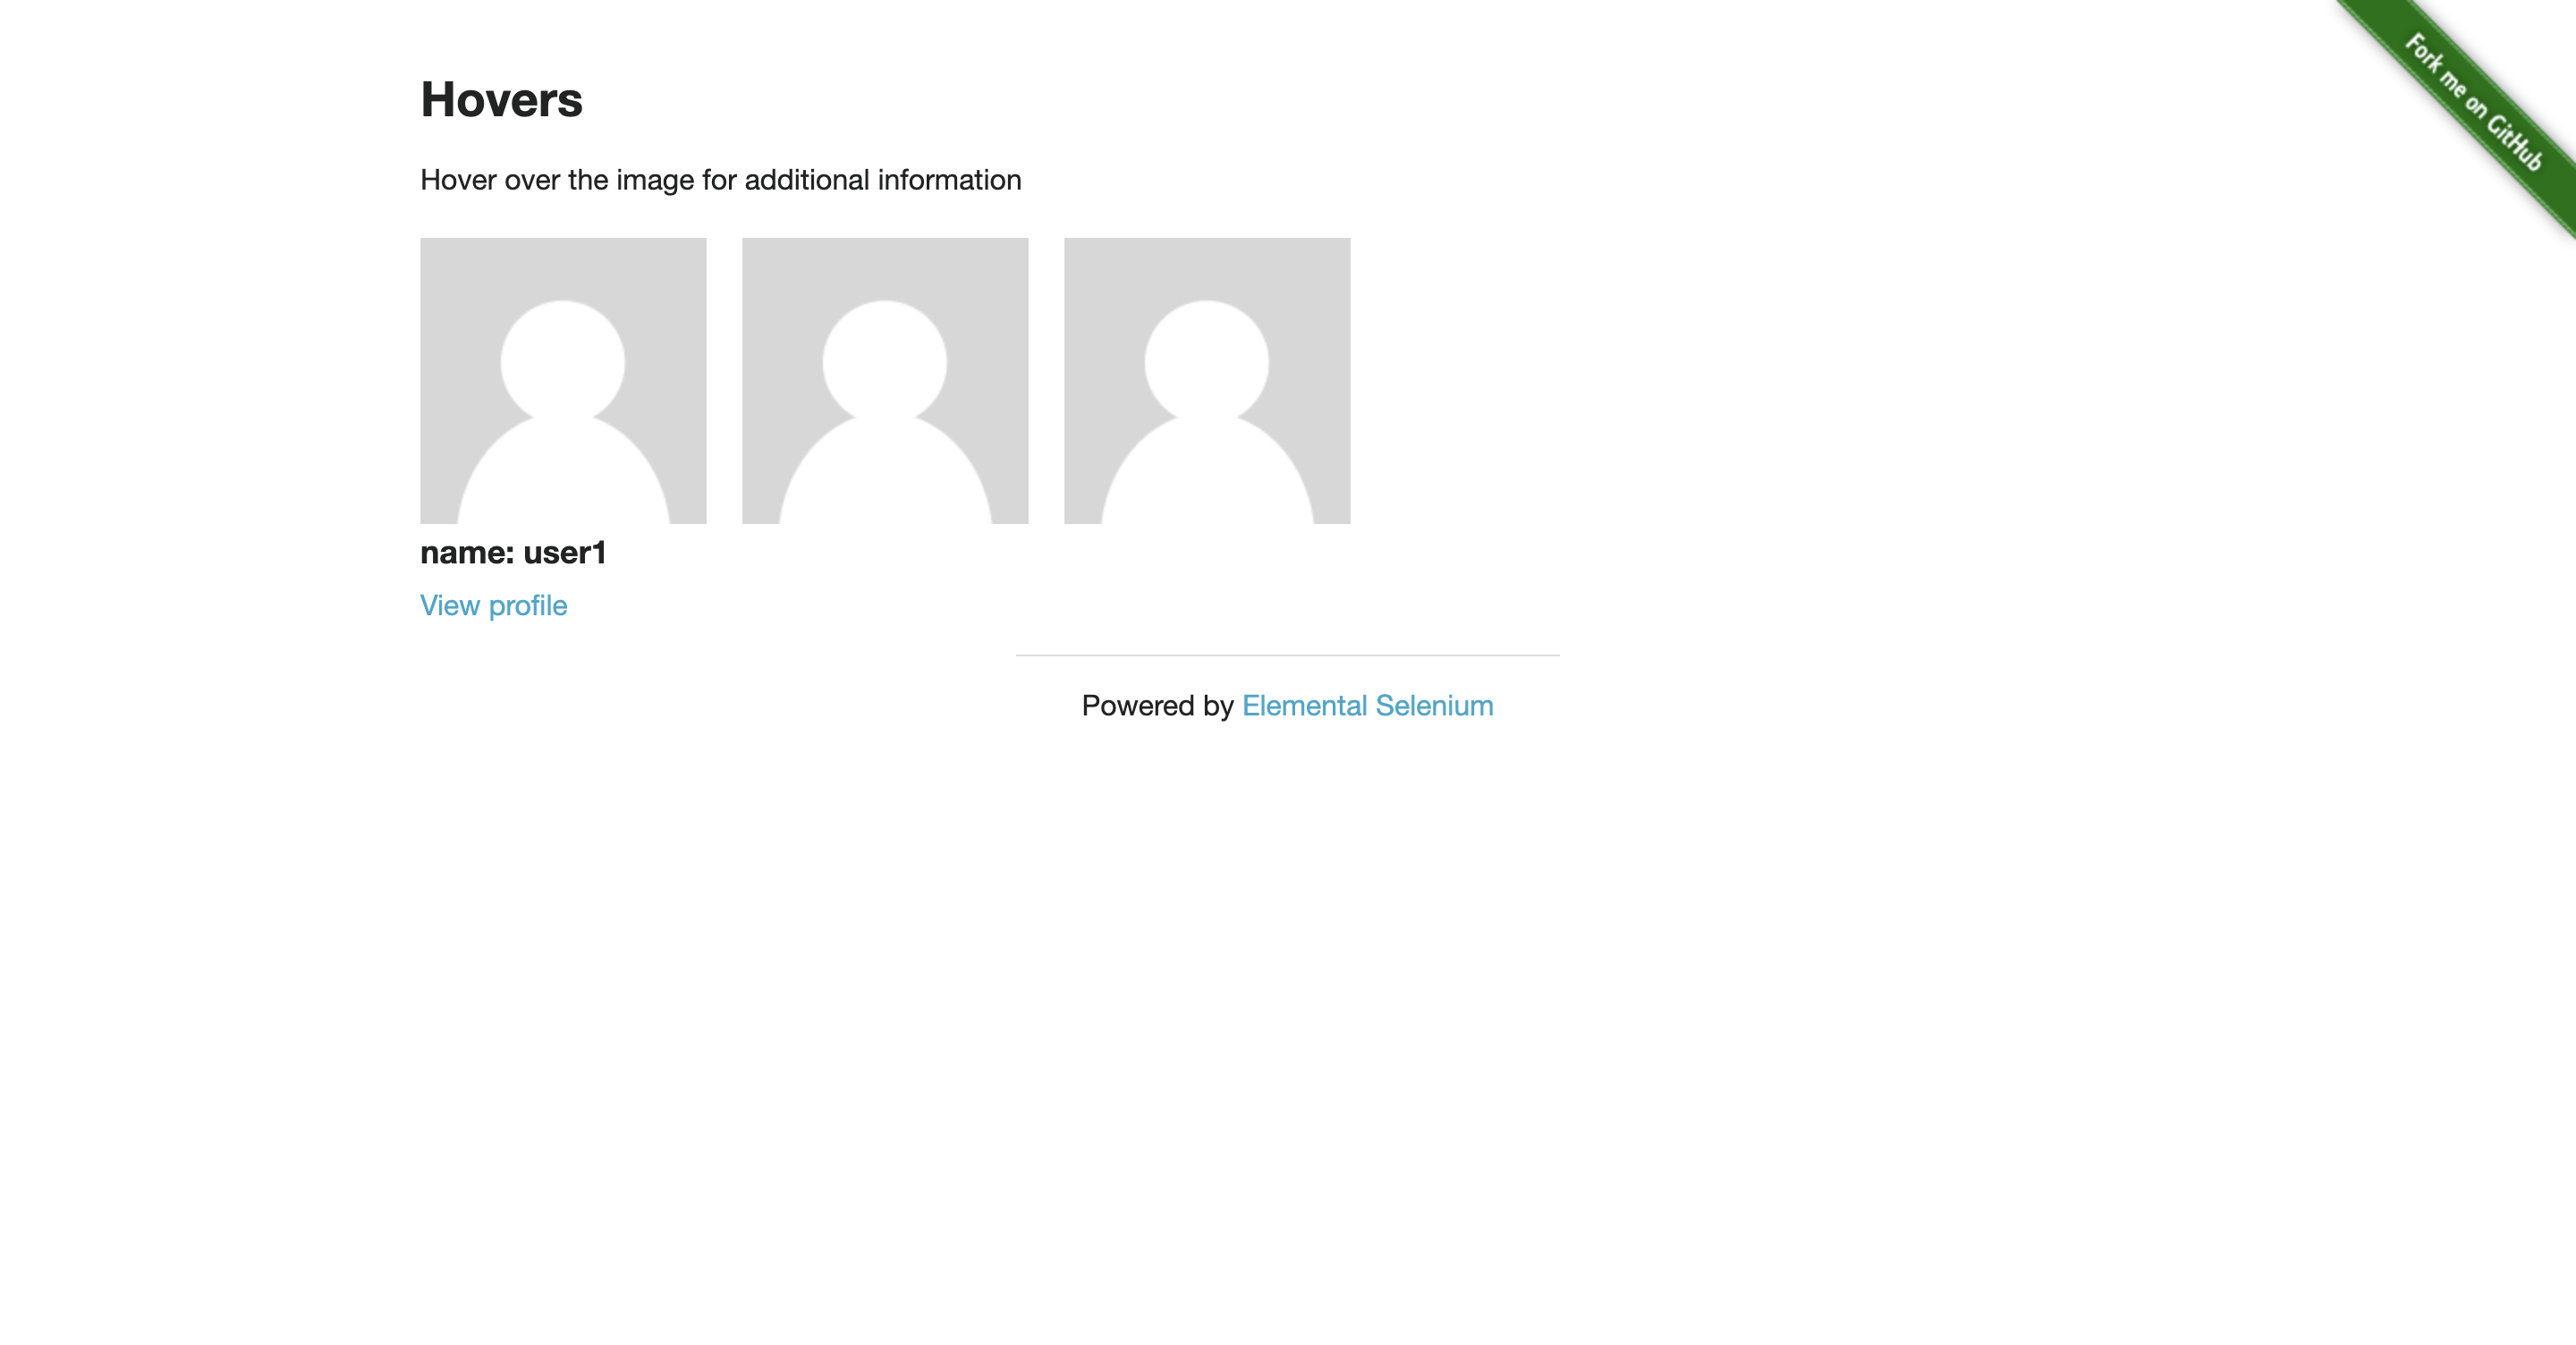 Fork me on GitHub
Hovers
Hover over the image for additional information
name: user1
View profile
Powered by Elemental Selenium